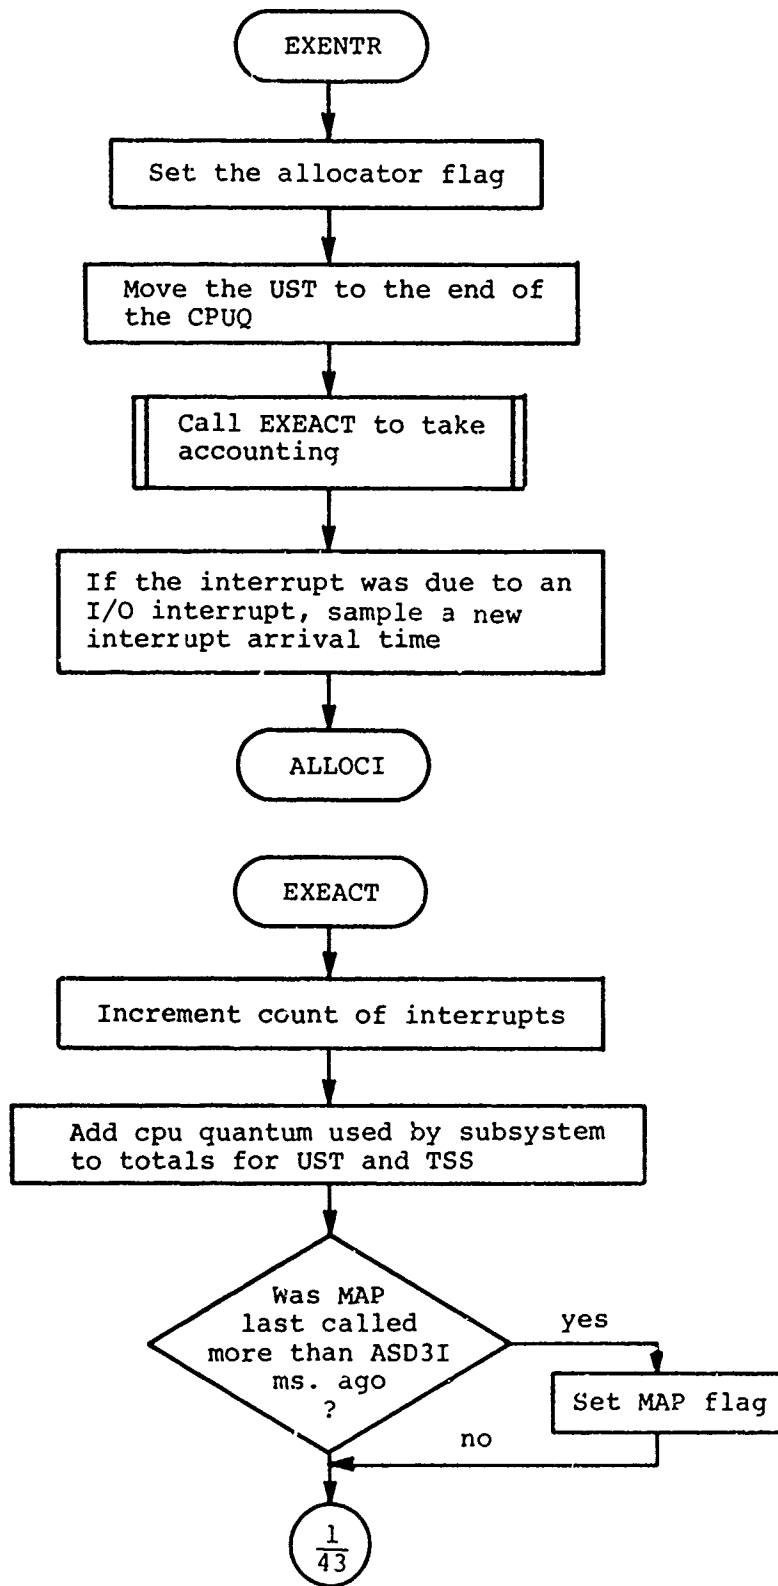 EXENTR
Set the allocator flag
Move the UST to the end of
the CPUQ
Call EXEACT to take
accounting
If the interrupt was due to an
I/O interrupt, sample a new
interrupt arrival time
ALLOCI
EXEACT
Increment count of interrupts
Add cpu quantum used by subsystem
to totals for UST and TSS
Was MAP
last called
more than ASD3I
ms. ago
?
yes
Set MAP flag
no
1
43